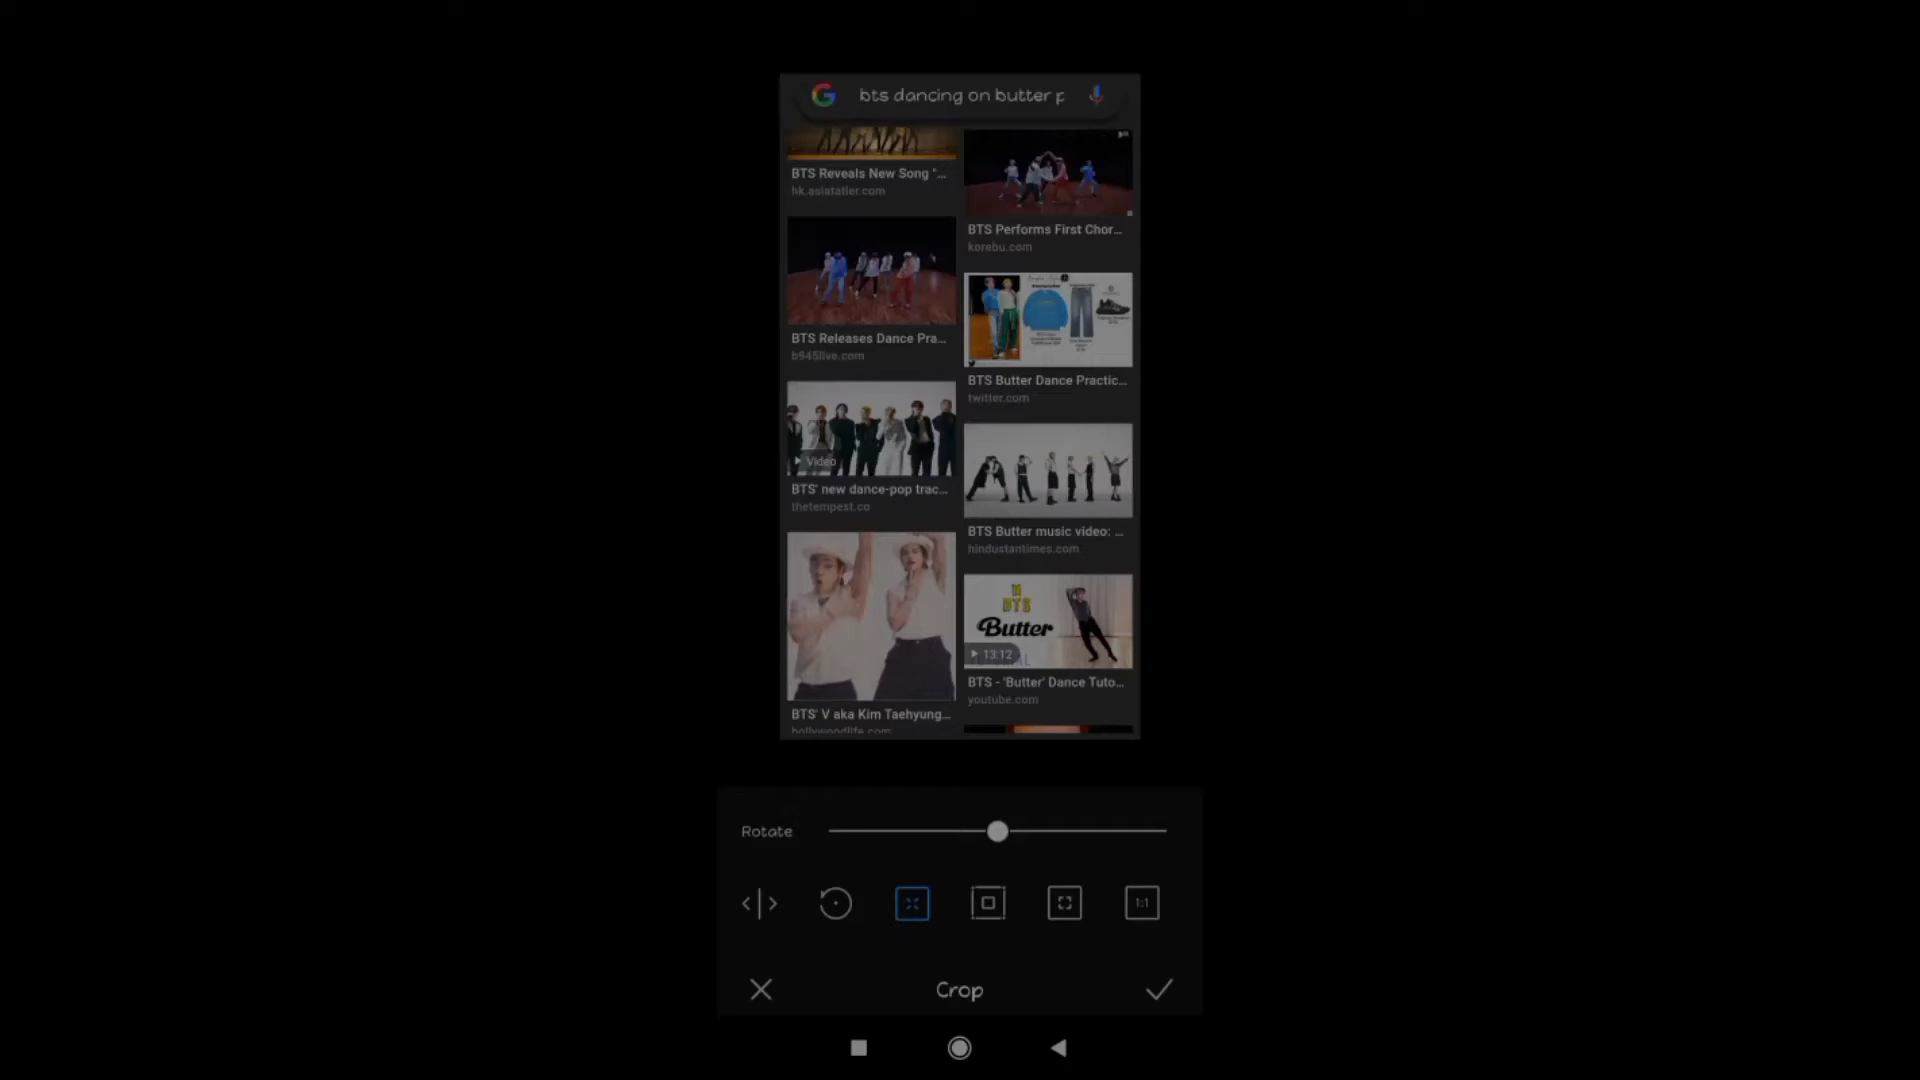 bts dancing on butter p
BTS Reveals New Song "...
hk.asiatatler.com
BTS Releases Dance Pra...
b945live.com
Video
BTS' new dance-pop trac...
thetempest.co
BTS' V aka Kim Taehyung...
bollywoodlife.com
BTS Performs First Chor...
korebu.com
BTS Butter Dance Practic...
twitter.com
BTS Butter music video: ...
hindustantimes.com
BTS
Butter
13:12
BTS - 'Butter' Dance Tuto...
youtube.com
Rotate
1:1
Crop